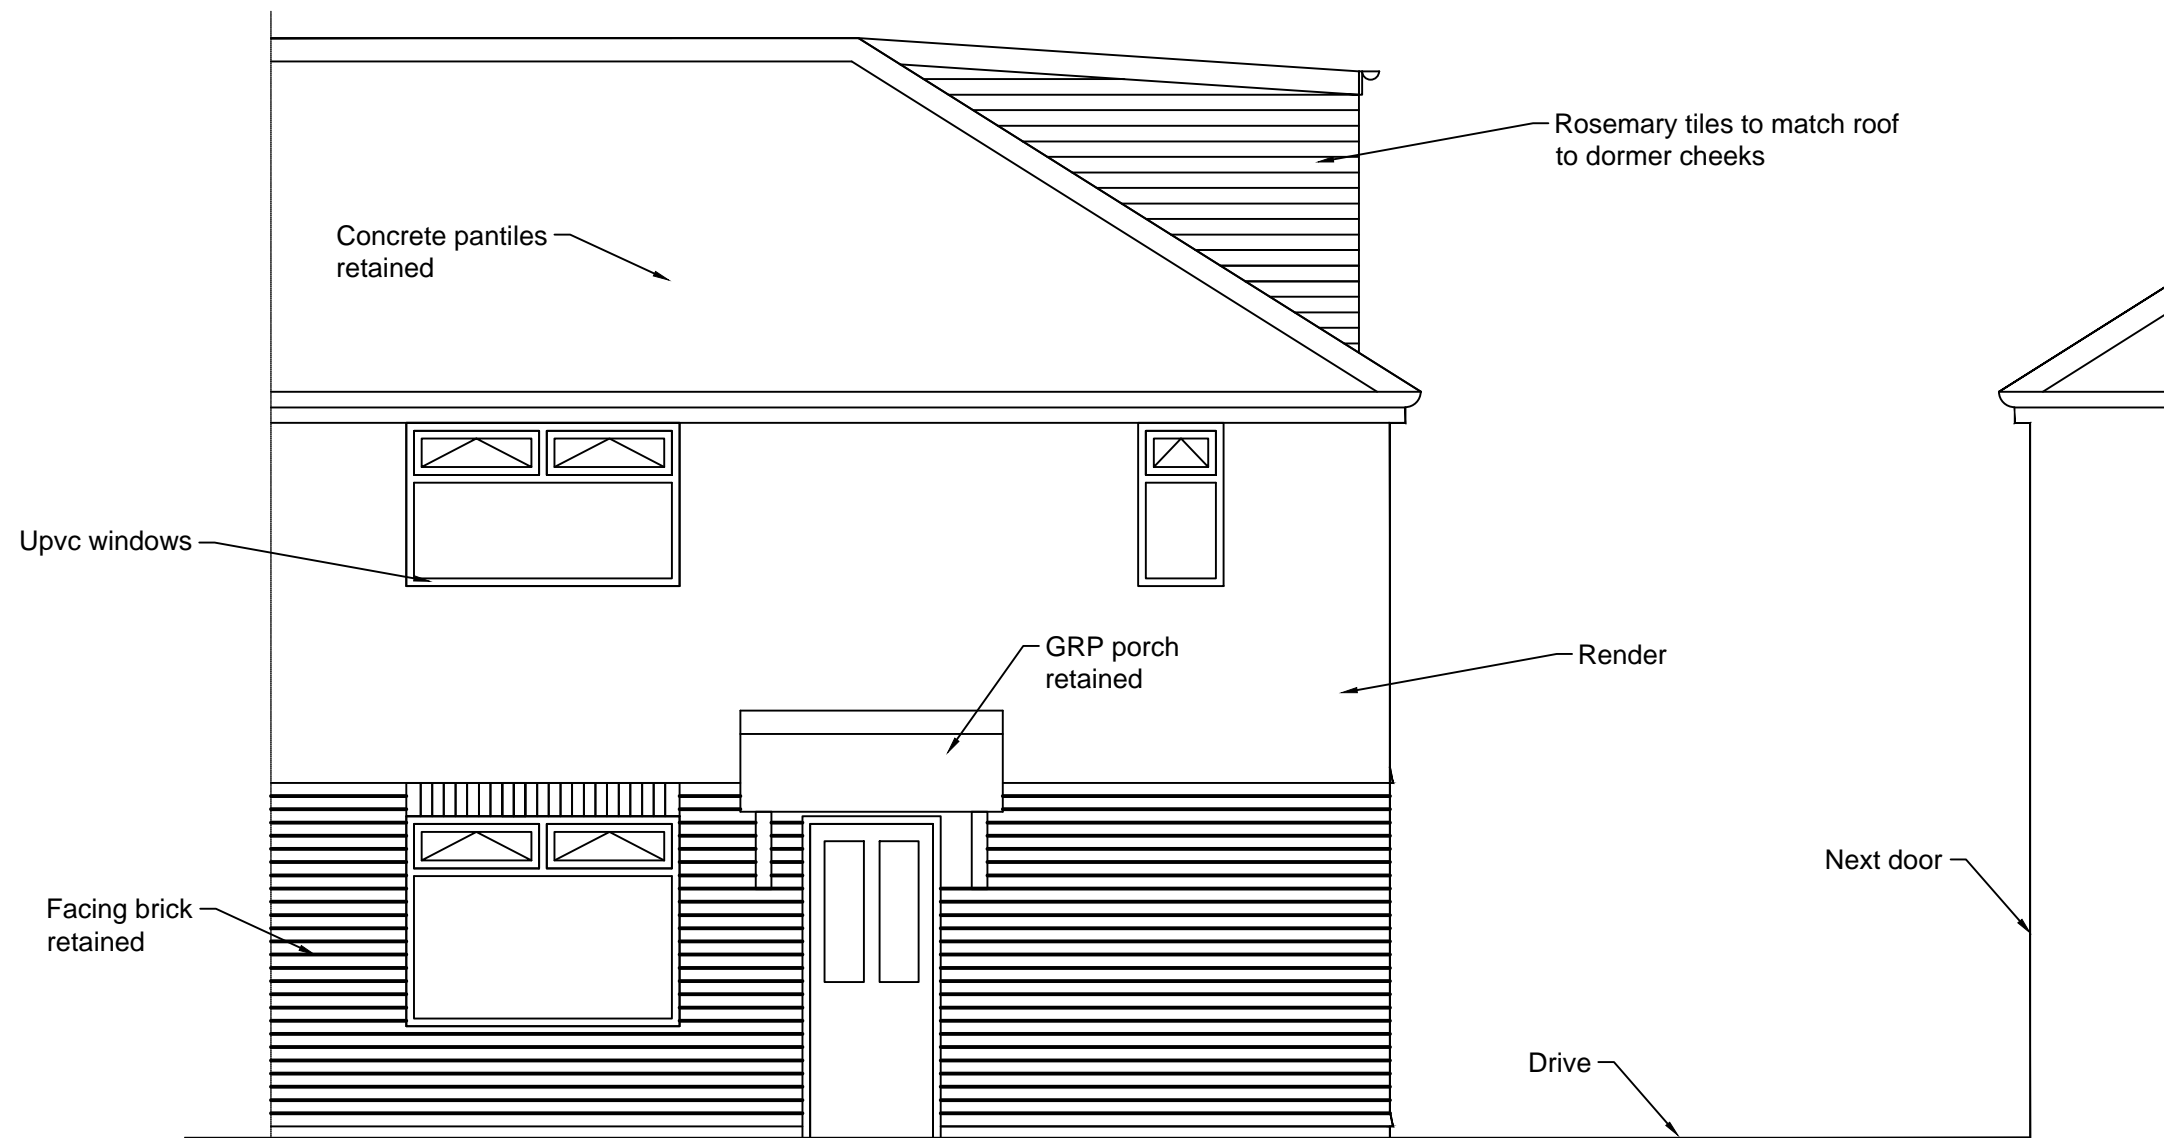 Rosemary tiles to match roof
to dormer cheeks
Concrete pantiles
retained
Upvc windows
GRP porch
retained
Render
Next door
Facing brick
retained
Drive